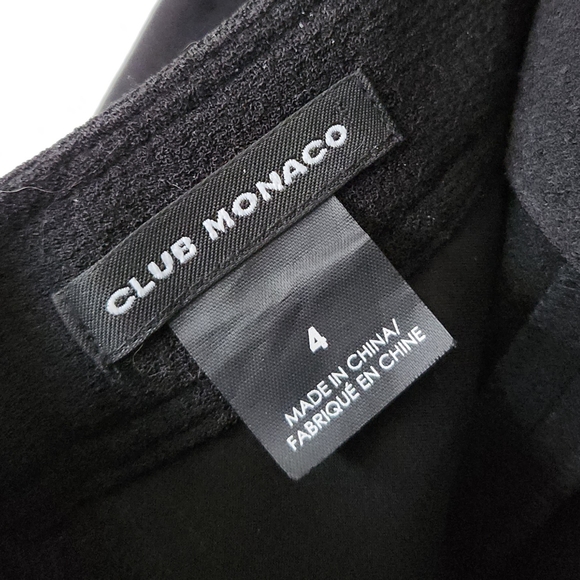 CLUB MONACO
4
MADE IN CHINA/
FABRIQUÉ EN CHINE